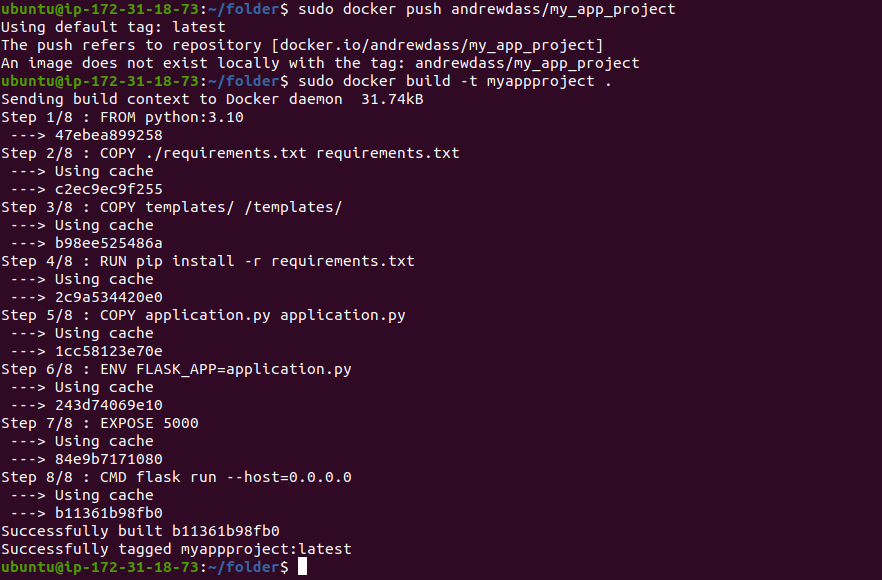 ubuntu@ip-172-31-18-73:~/folder$ sudo docker push andrewdass/my_app_project
Using default tag: latest
The push refers to repository [docker.io/andrewdass/my_app_project]
An image does not exist locally with the tag: andrewdass/my_app_project
ubuntu@ip-172-31-18-73:~/folder$ sudo docker build -t myappproject .
Sending build context to Docker daemon  31.74kB
Step 1/8 : FROM python:3.10
 ---> 47ebea899258
Step 2/8 : COPY ./requirements.txt requirements.txt
 ---> Using cache
 ---> c2ec9ec9f255
Step 3/8 : COPY templates/ /templates/
 ---> Using cache
 ---> b98ee525486a
Step 4/8 : RUN pip install -r requirements.txt
 ---> Using cache
 ---> 2c9a534420e0
Step 5/8 : COPY application.py application.py
 ---> Using cache
 ---> 1cc58123e70e
Step 6/8 : ENV FLASK_APP=application.py
 ---> Using cache
 ---> 243d74069e10
Step 7/8 : EXPOSE 5000
 ---> Using cache
 ---> 84e9b7171080
Step 8/8 : CMD flask run --host=0.0.0.0
 ---> Using cache
 ---> b11361b98fb0
Successfully built b11361b98fb0
Successfully tagged myappproject:latest
ubuntu@ip-172-31-18-73:~/folder$